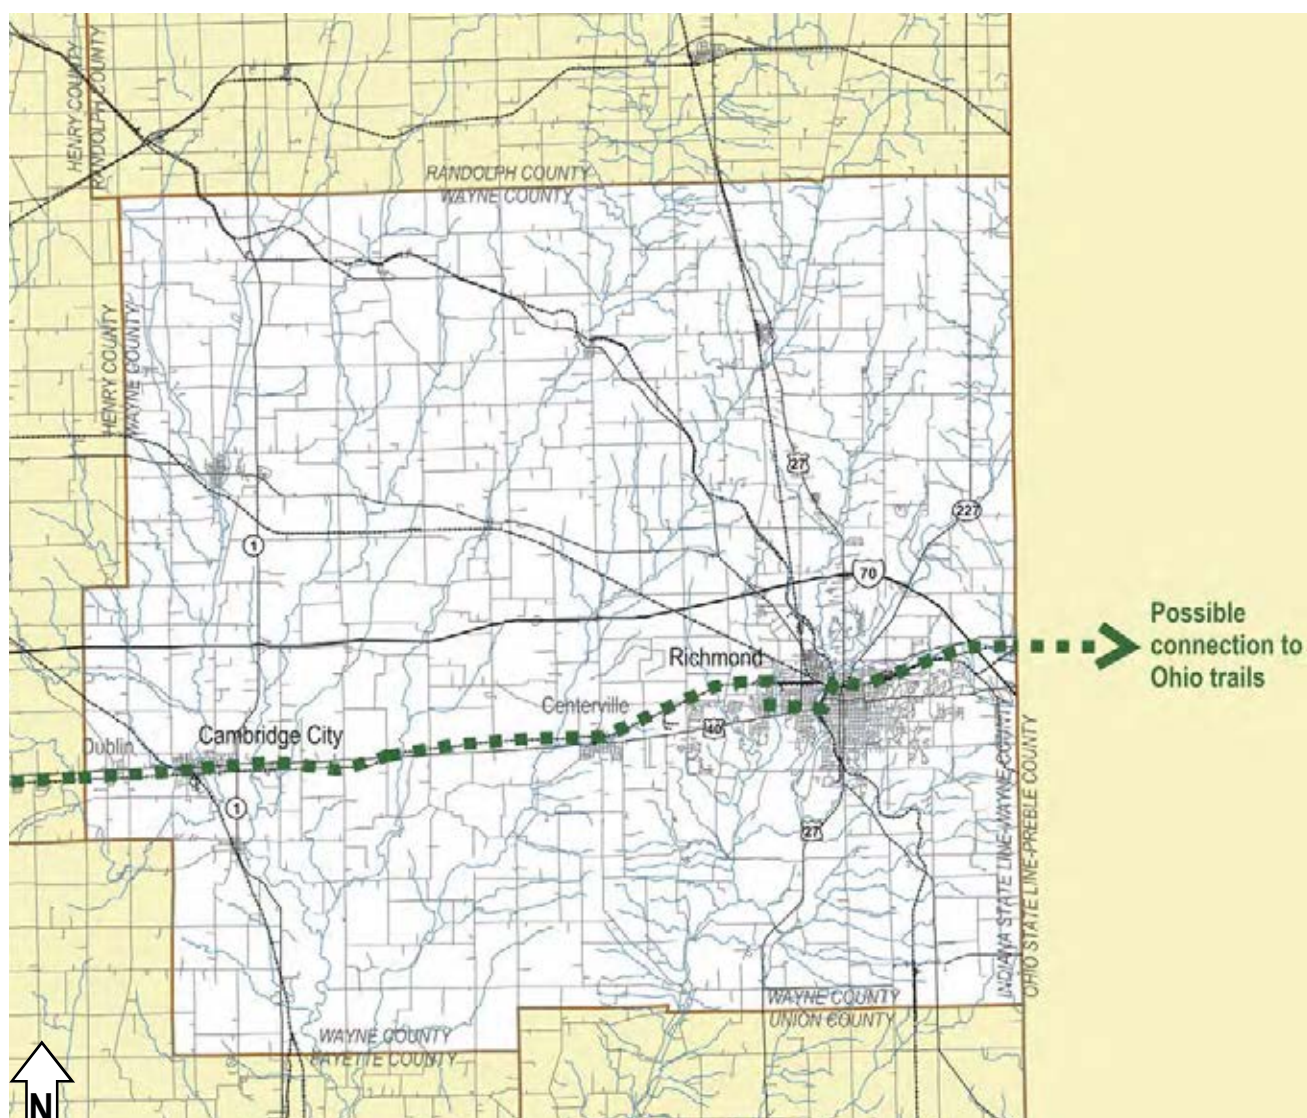 HENRY COUNTY
RANDOLPH COUNTY
RANDOLPH COUNTY
WAYNE COUNTY
HENRY COUNTY
WAYNE COUNTY
27
227
1
70
Possible
connection to
Ohio trails
Richmond
Centerville
40
Cambridge City
Dublin
1
27
INDIANA STATE LINE-WAYNE COUNTY
OHIO STATE LINE-PREBLE COUNTY
WAYNE COUNTY
UNION COUNTY
WAYNE COUNTY
FAYETTE COUNTY
N